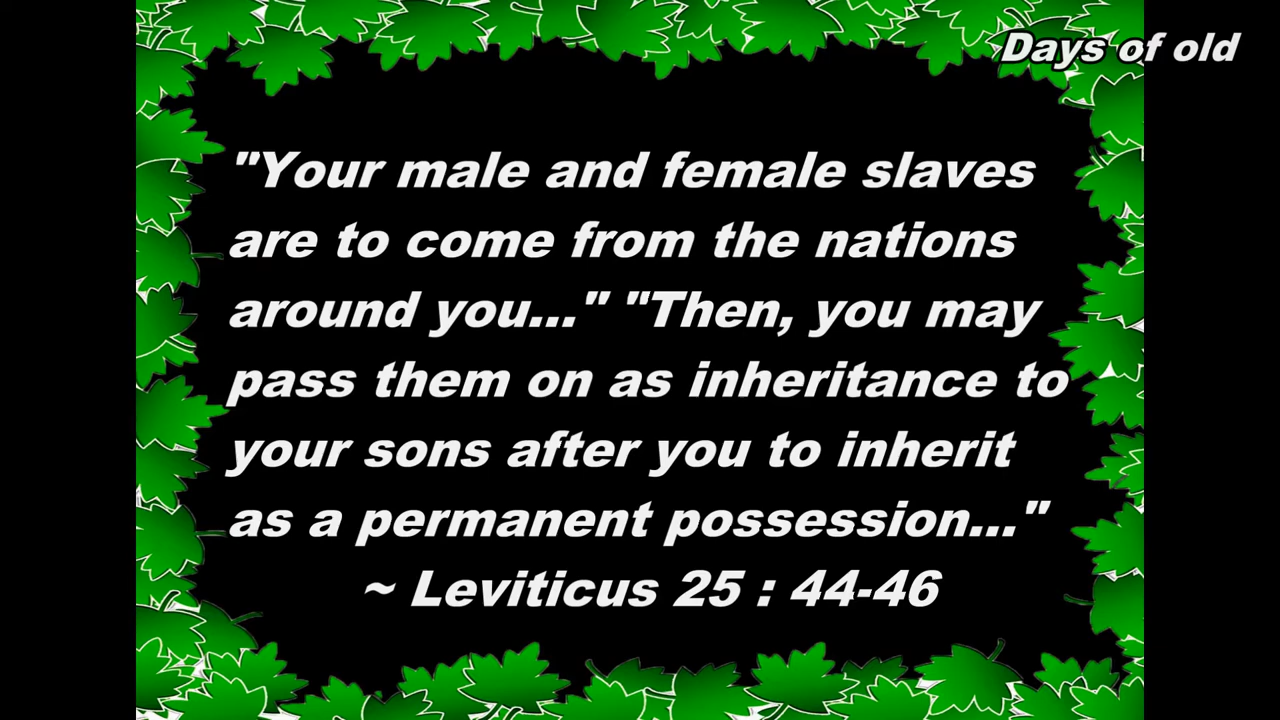 Days of old
"Your male and female slaves
are to come from the nations
around you..." "Then, you may
pass them on as inheritance to
your sons after you to inherit
as a permanent possession..."
~ Leviticus 25 : 44-46